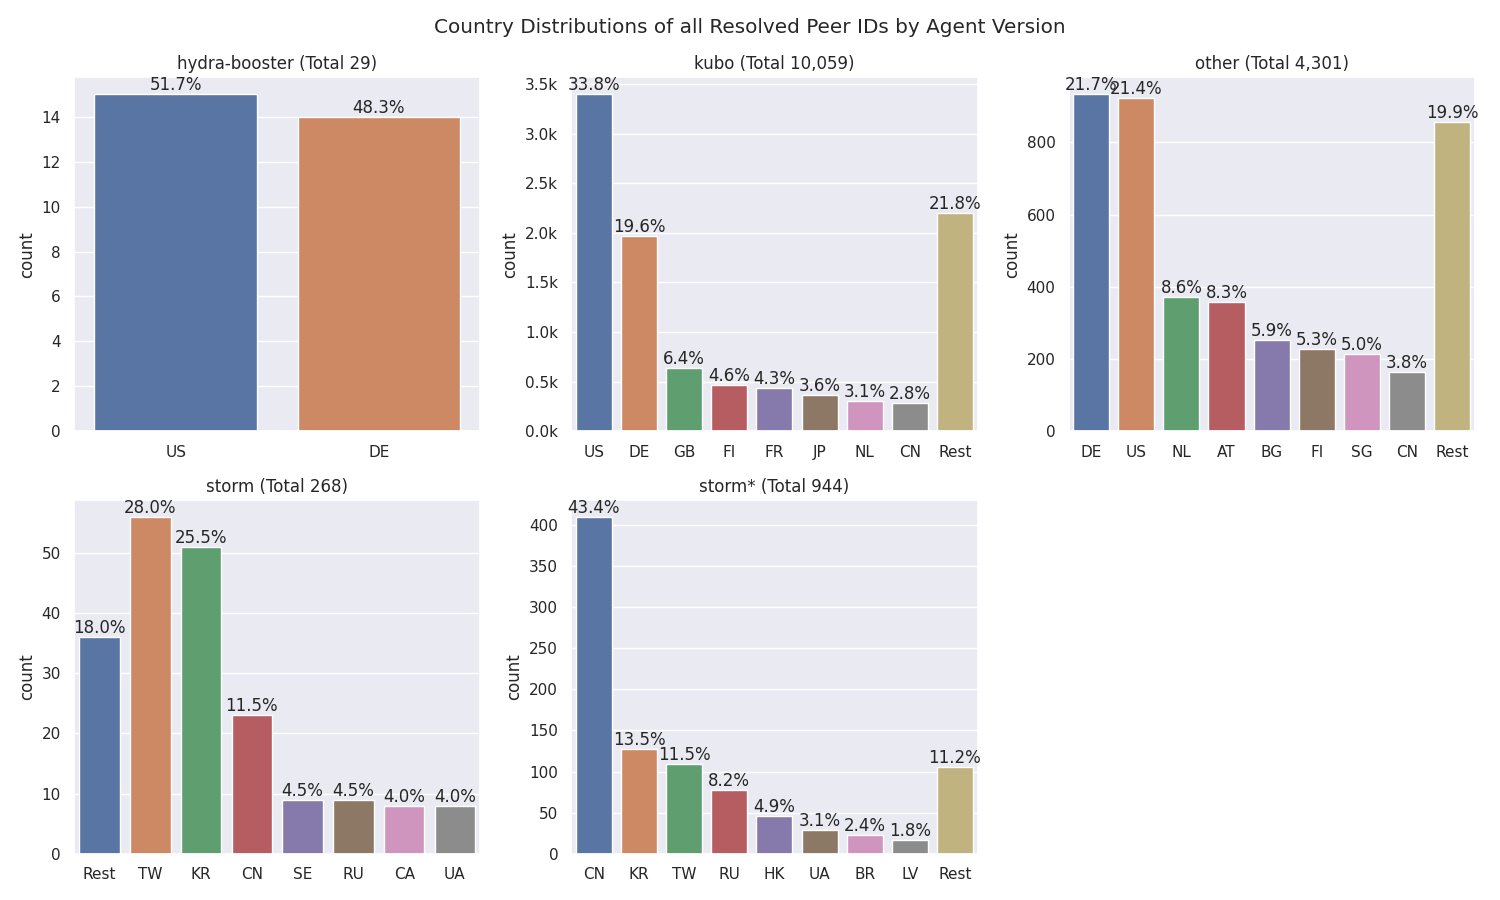 Country Distributions of all Resolved Peer IDs by Agent Version
hydra-booster (Total 29)
51.7%
48.3%
count
14
12
10
8
6
4
2
0
US DE
kubo (Total 10,059)
33.8%
19.6%
6.4%
4.6%
4.3%
3.6%
3.1%
2.8%
21.8%
count
3.5k
3.0k
2.5k
2.0k
1.5k
1.0k
0.5k
0.0k
US DE GB FI FR JP NL CN Rest
other (Total 4,301)
21.7%
21.4%
8.6%
8.3%
5.9%
5.3%
5.0%
3.8%
19.9%
count
800
600
400
200
0
DE US NL AT BG FI SG CN Rest
storm (Total 268)
18.0%
28.0%
25.5%
11.5%
4.5%
4.5%
4.0%
4.0%
count
50
40
30
20
10
0
Rest TW KR CN SE RU CA UA
storm* (Total 944)
43.4%
13.5%
11.5%
8.2%
4.9%
3.1%
2.4%
1.8%
11.2%
count
400
350
300
250
200
150
100
50
0
CN KR TW RU HK UA BR LV Rest